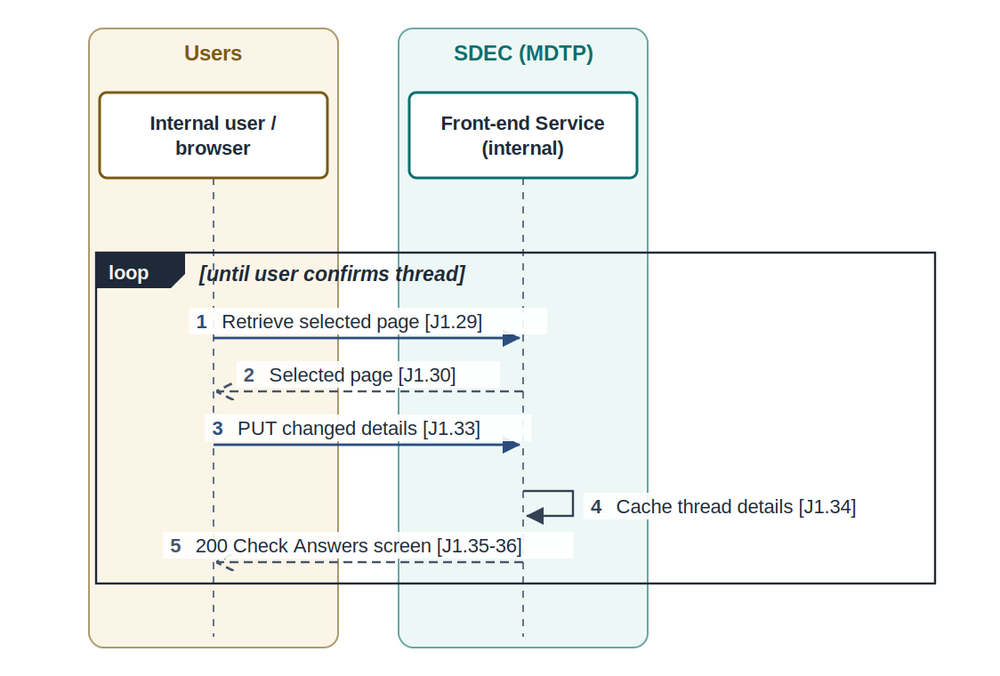 Users
SDEC (MDTP)
Internal user /
browser
Front-end Service
(internal)
loop
[until user confirms thread]
1 Retrieve selected page [J1.29]
2 Selected page [J1.30]
3 PUT changed details [J1.33]
4 Cache thread details [J1.34]
5 200 Check Answers screen [J1.35-36]